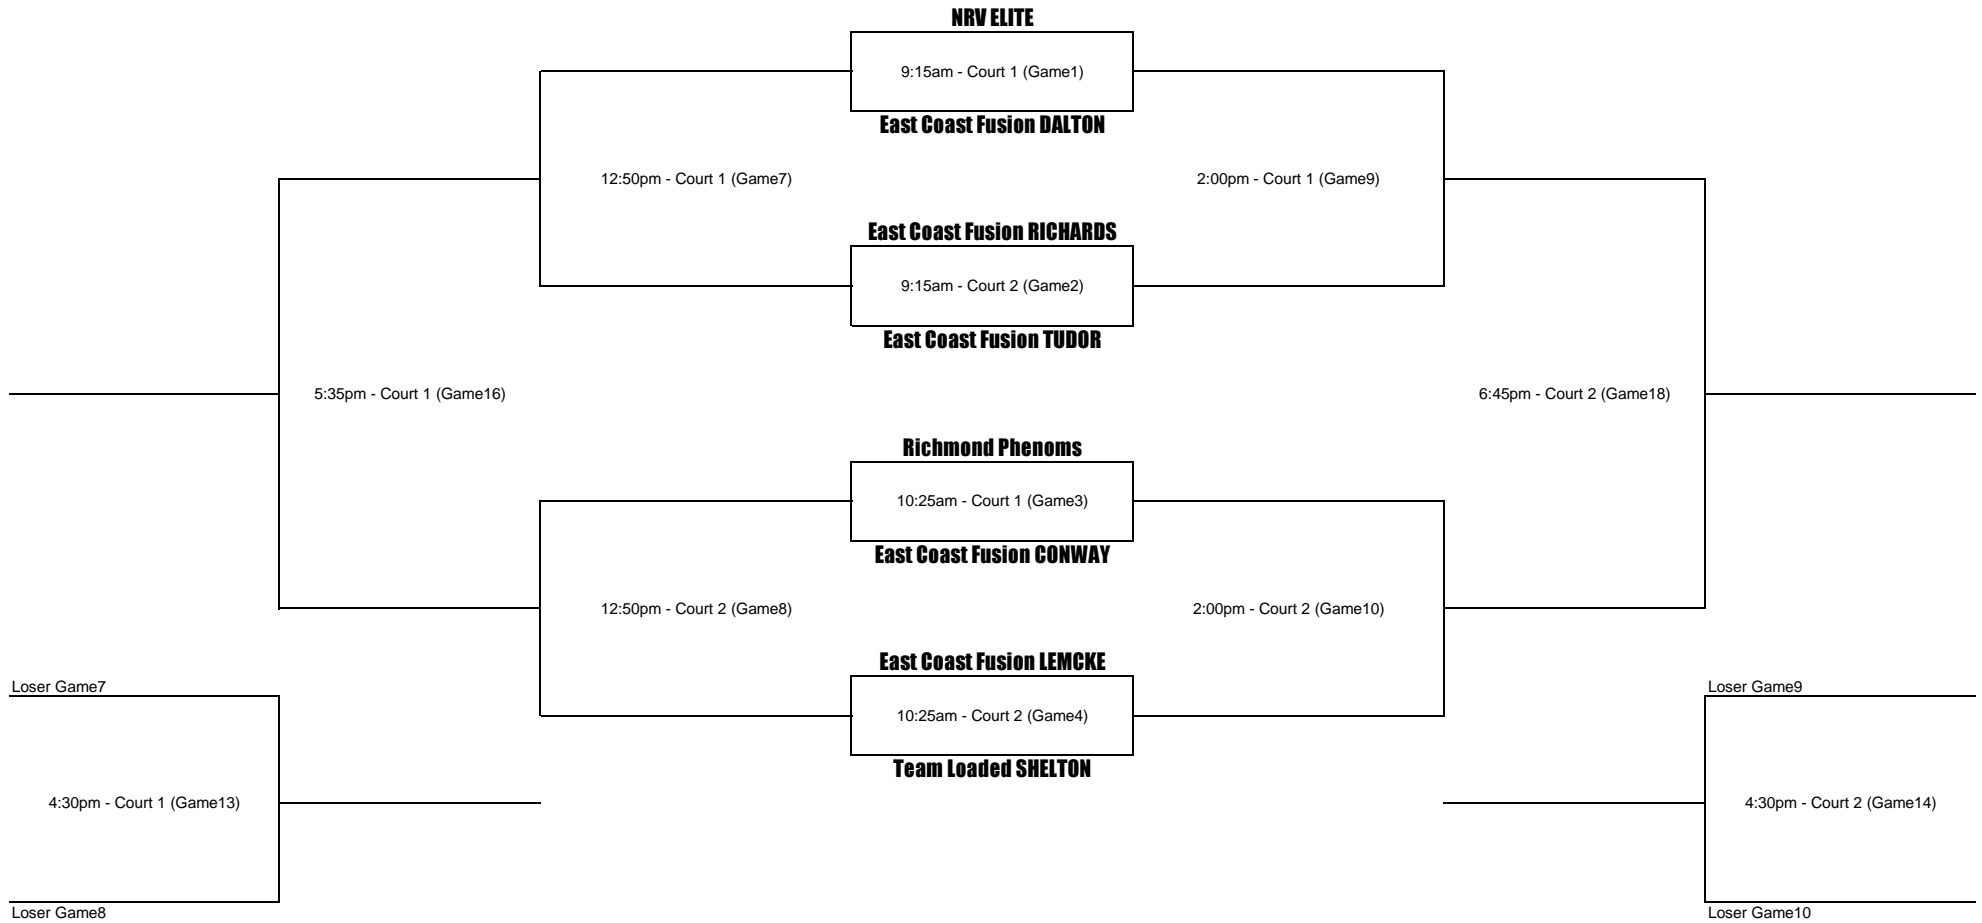 NRV ELITE
9:15am - Court 1 (Game1)
East Coast Fusion DALTON
12:50pm - Court 1 (Game7)
2:00pm - Court 1 (Game9)
East Coast Fusion RICHARDS
9:15am - Court 2 (Game2)
East Coast Fusion TUDOR
5:35pm - Court 1 (Game16)
6:45pm - Court 2 (Game18)
Richmond Phenoms
10:25am - Court 1 (Game3)
East Coast Fusion CONWAY
12:50pm - Court 2 (Game8)
2:00pm - Court 2 (Game10)
East Coast Fusion LEMCKE
Loser Game7
Loser Game9
10:25am - Court 2 (Game4)
Team Loaded SHELTON
4:30pm - Court 1 (Game13)
4:30pm - Court 2 (Game14)
Loser Game8
Loser Game10